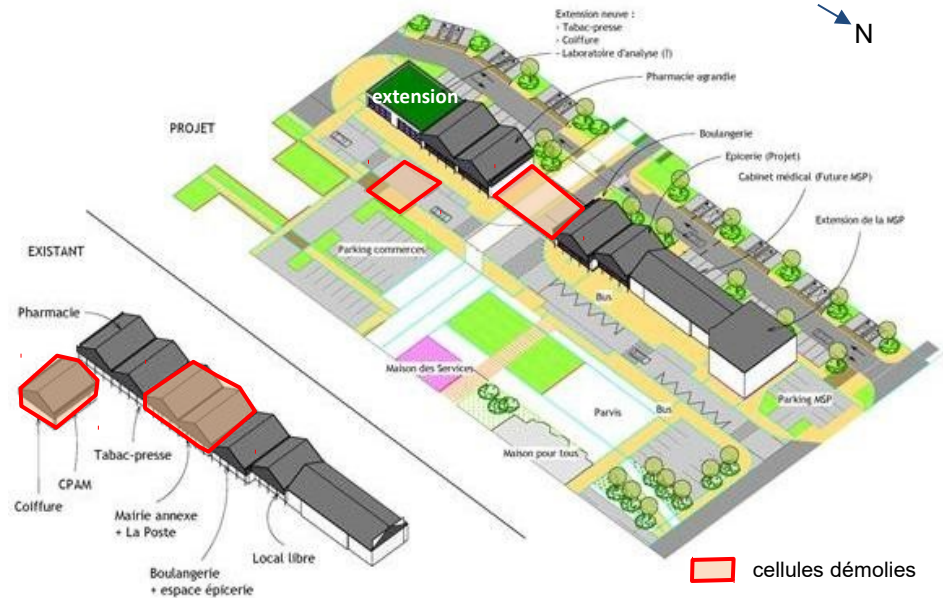 N
Extension neuve :
- Tabac-presse
- Coiffure
- Laboratoire d'analyse (?)
Pharmacie agrandie
extension
PROJET
Boulangerie
Epicerie (Projet)
Cabinet médical (Future MSP)
Extension de la MSP
Parking commerces
EXISTANT
Bus
Pharmacie
Maison des Services
Parvis
Bus
Parking MSP
Maison pour tous
Tabac-presse
CPAM
Coiffure
Mairie annexe
+ La Poste
Local libre
Boulangerie
+ espace épicerie
cellules démolies